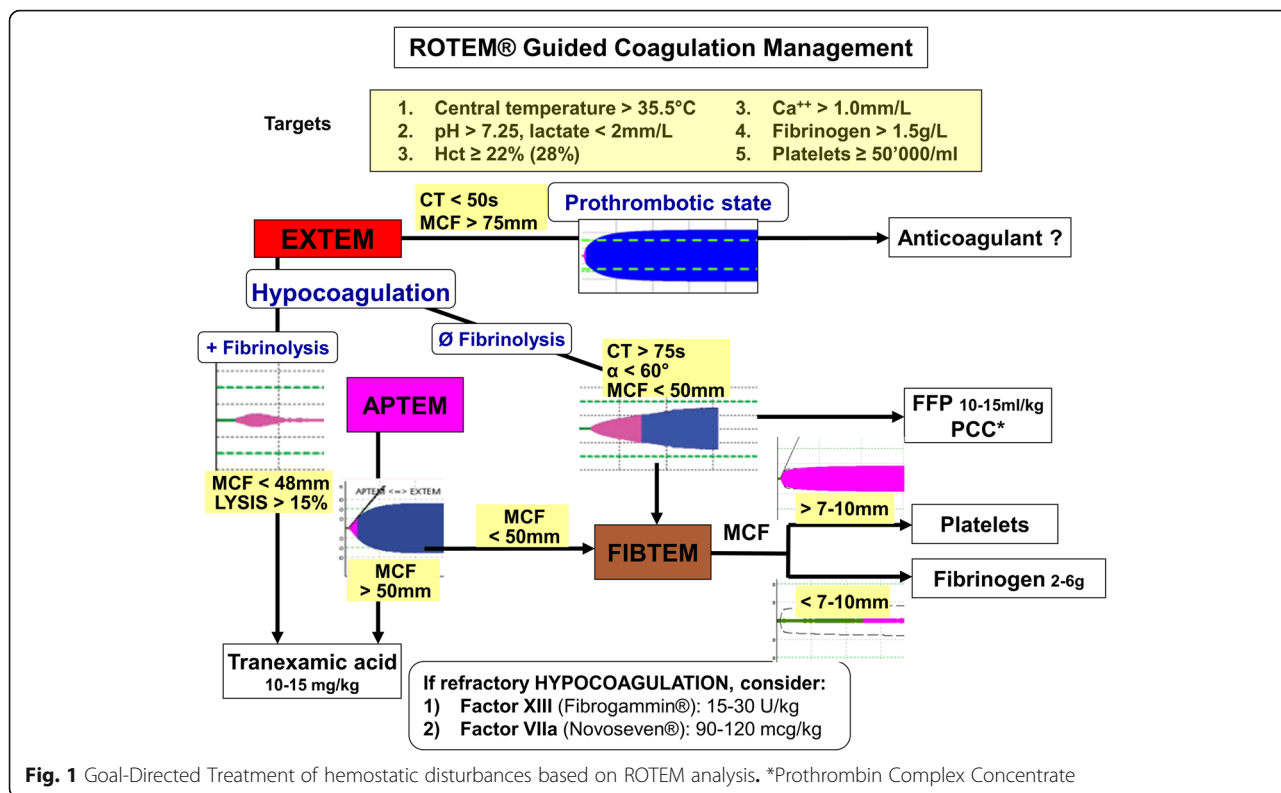 ROTEM® Guided Coagulation Management
Targets
1. Central temperature > 35.5°C
2. pH > 7.25, lactate < 2mm/L
3. Hct ≥ 22% (28%)
3. Ca⁺⁺ > 1.0mm/L
4. Fibrinogen > 1.5g/L
5. Platelets ≥ 50'000/ml
CT < 50s
MCF > 75mm
Prothrombotic state
EXTEM
Anticoagulant ?
Hypocoagulation
+ Fibrinolysis
Ø Fibrinolysis
CT > 75s
α < 60°
MCF < 50mm
APTEM
FFP 10-15ml/kg
PCC*
MCF < 48mm
LYSIS > 15%
APTEM <=> EXTEM
MCF
< 50mm
FIBTEM
MCF
> 7-10mm
Platelets
Fibrinogen 2-6g
< 7-10mm
MCF
> 50mm
Tranexamic acid
10-15 mg/kg
If refractory HYPOCOAGULATION, consider:
1) Factor XIII (Fibrogammin®): 15-30 U/kg
2) Factor VIIa (Novoseven®): 90-120 mcg/kg
Fig. 1 Goal-Directed Treatment of hemostatic disturbances based on ROTEM analysis. *Prothrombin Complex Concentrate